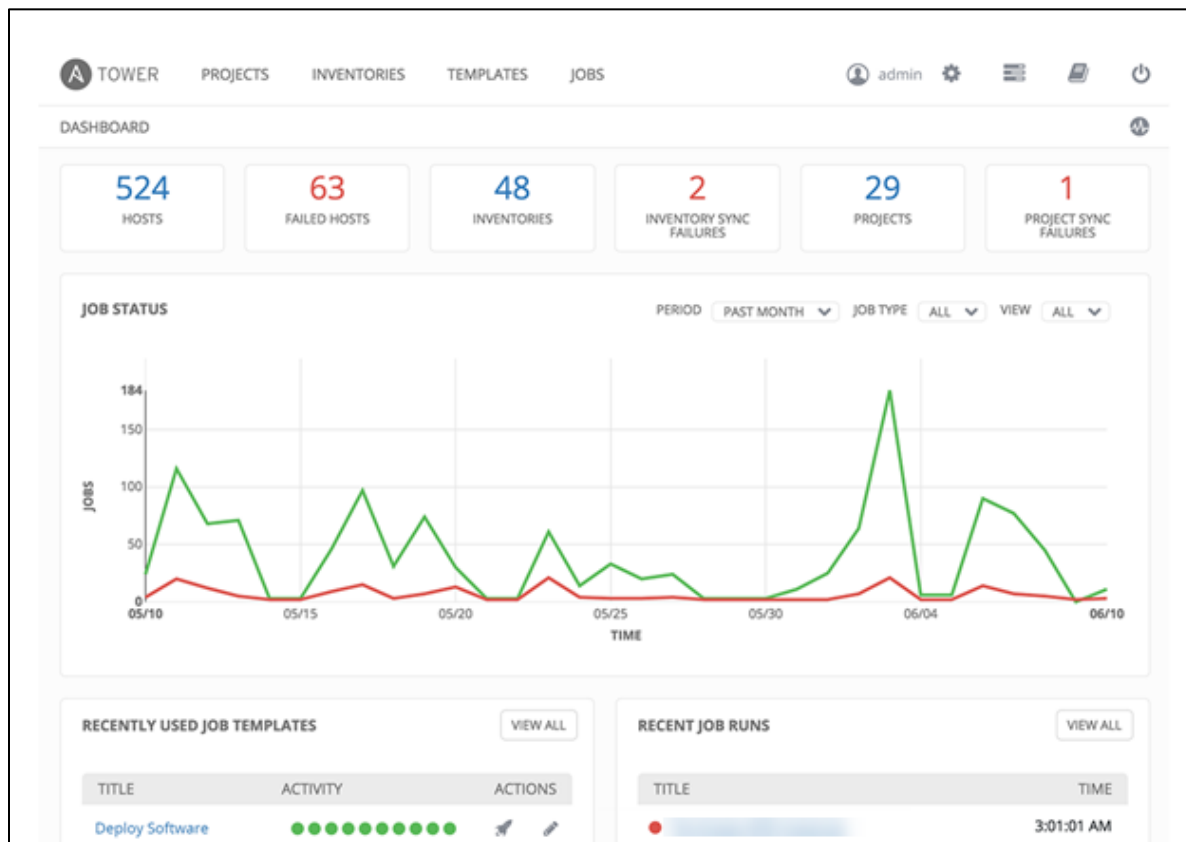 A TOWER PROJECTS INVENTORIES TEMPLATES JOBS admin
DASHBOARD
524 63 48 2 29 1
HOSTS FAILED HOSTS INVENTORIES INVENTORY SYNC FAILURES PROJECTS PROJECT SYNC FAILURES
JOB STATUS PERIOD PAST MONTH JOB TYPE ALL VIEW ALL
184
150
100
50
0
JOBS
05/10 05/15 05/20 05/25 05/30 06/04 06/10
TIME
RECENTLY USED JOB TEMPLATES VIEW ALL
TITLE ACTIVITY ACTIONS
Deploy Software
RECENT JOB RUNS VIEW ALL
TITLE TIME
3:01:01 AM